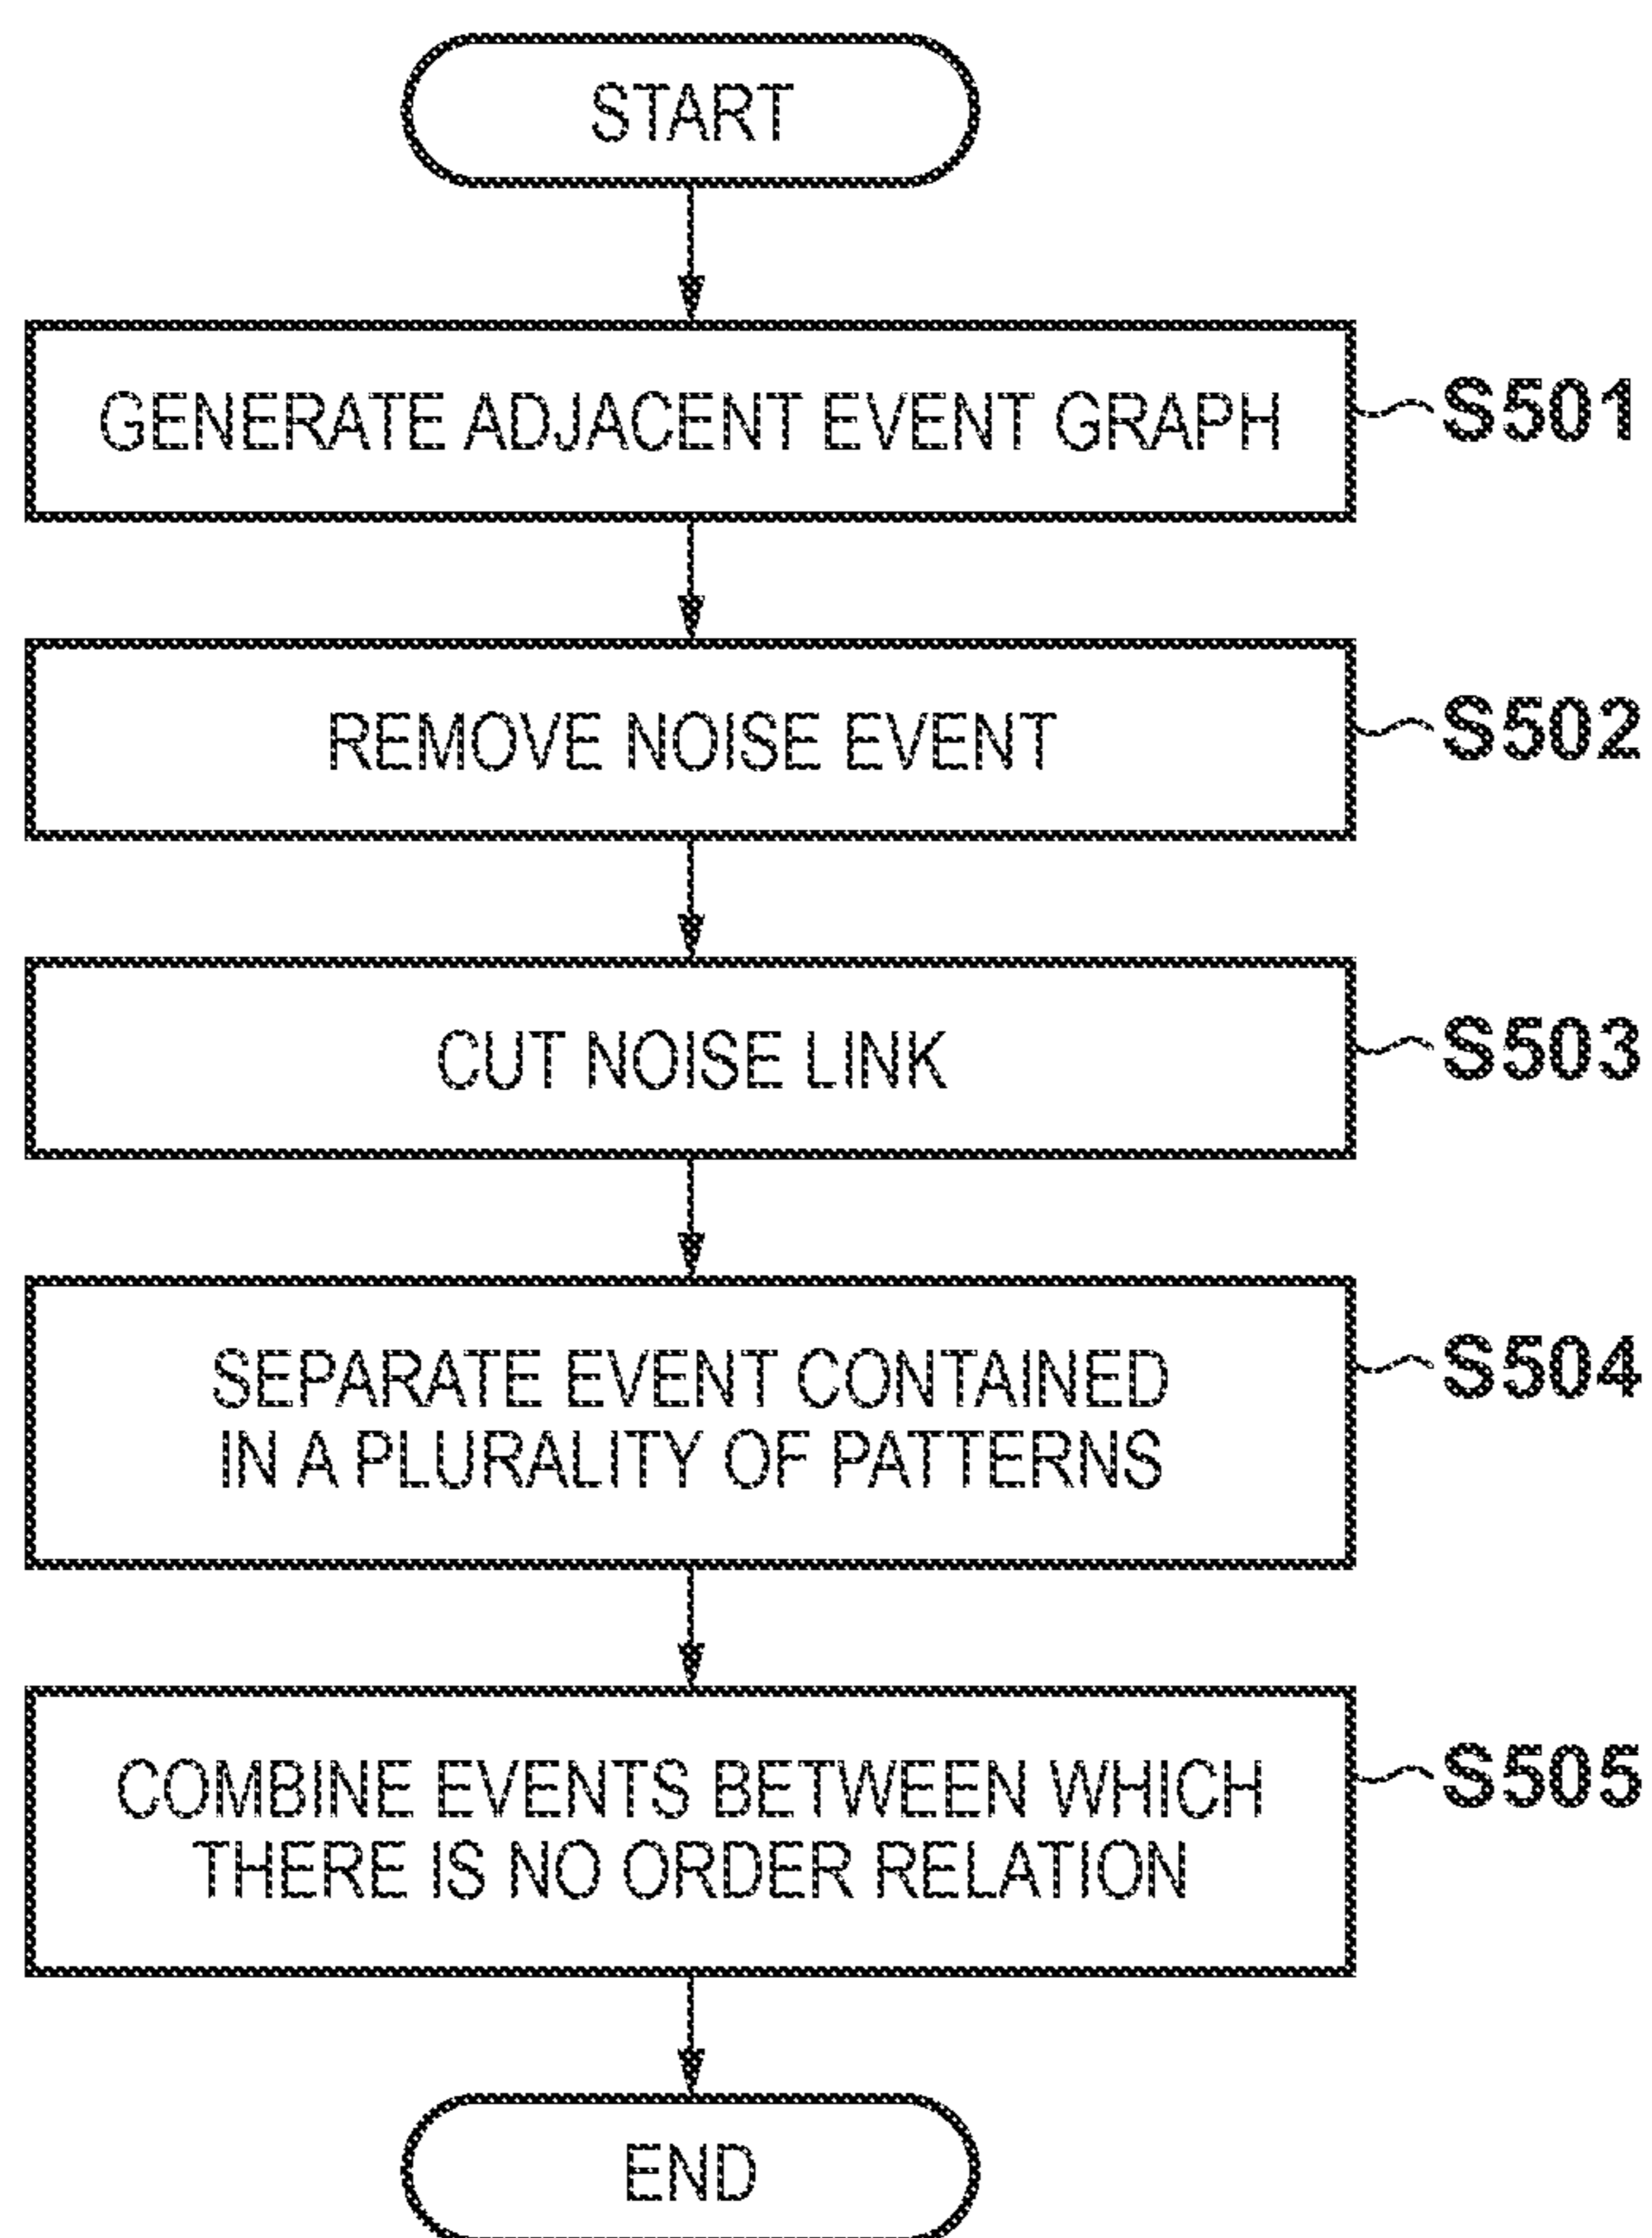 START
GENERATE ADJACENT EVENT GRAPH
S501
REMOVE NOISE EVENT
S502
CUT NOISE LINK
S503
SEPARATE EVENT CONTAINED
IN A PLURALITY OF PATTERNS
S504
COMBINE EVENTS BETWEEN WHICH
THERE IS NO ORDER RELATION
S505
END